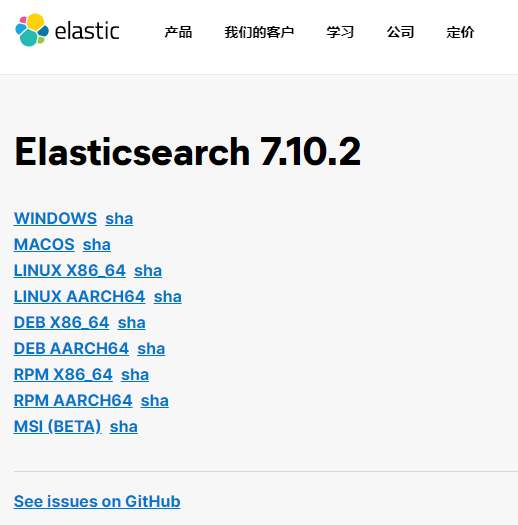 elastic 产品 我们的客户 学习 公司 定价
Elasticsearch 7.10.2
WINDOWS sha
MACOS sha
LINUX X86_64 sha
LINUX AARCH64 sha
DEB X86_64 sha
DEB AARCH64 sha
RPM X86_64 sha
RPM AARCH64 sha
MSI (BETA) sha
See issues on GitHub